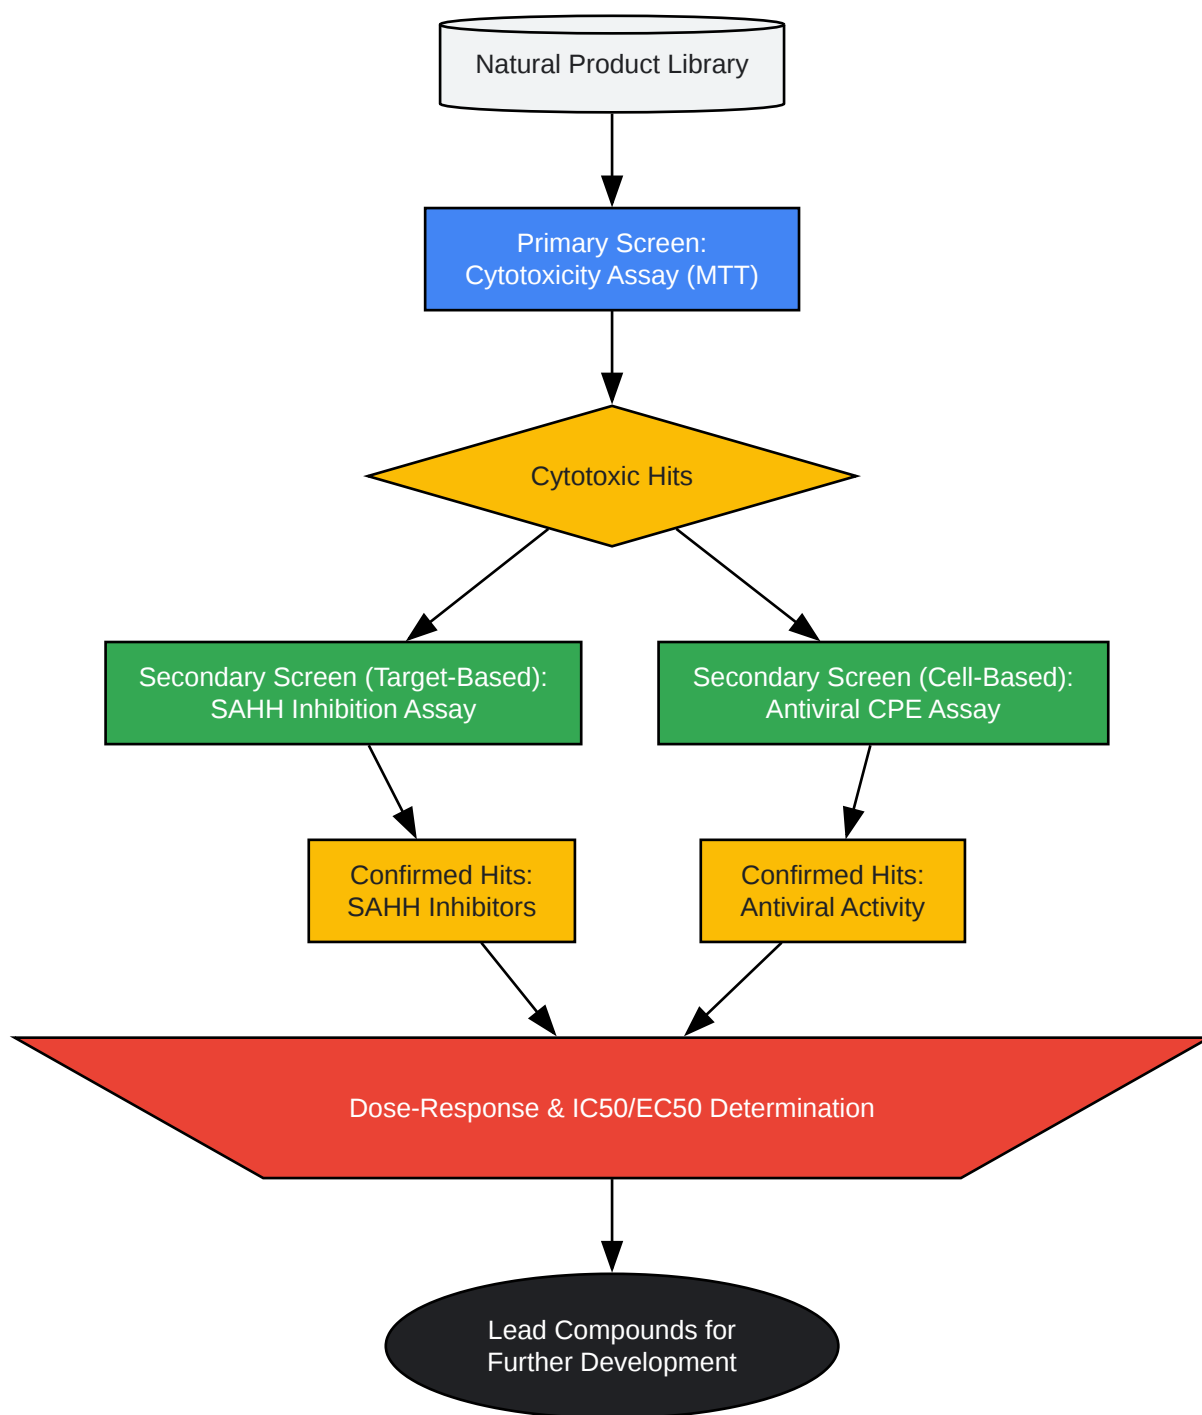 Natural Product Library
Primary Screen:
Cytotoxicity Assay (MTT)
Cytotoxic Hits
Secondary Screen (Target-Based):
SAHH Inhibition Assay
Secondary Screen (Cell-Based):
Antiviral CPE Assay
Confirmed Hits:
SAHH Inhibitors
Confirmed Hits:
Antiviral Activity
Dose-Response & IC50/EC50 Determination
Lead Compounds for
Further Development